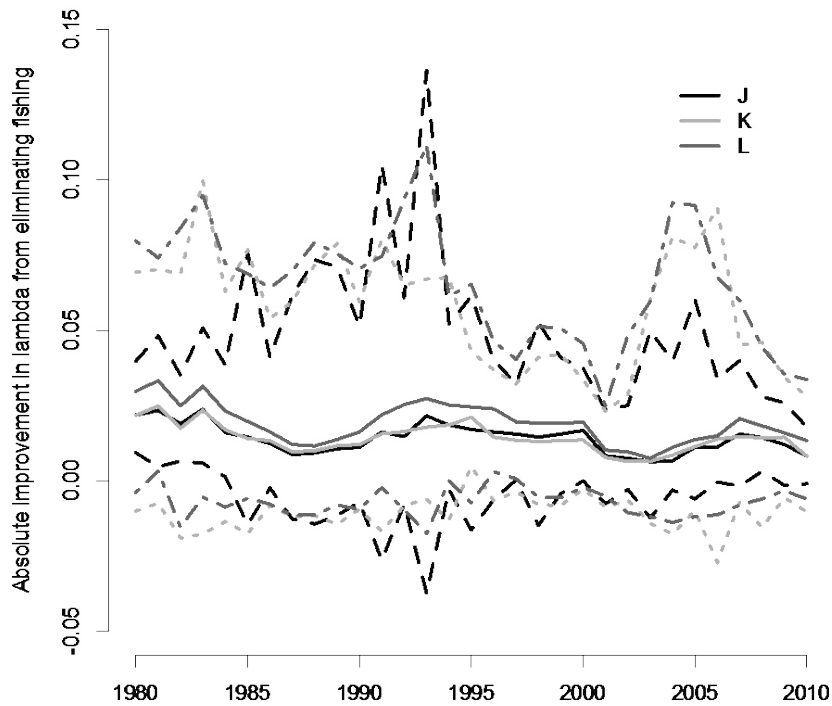 Absolute improvement in lambda from eliminating fishing
0.15
0.10
0.05
0.00
-0.05
J
K
L
1980 1985 1990 1995 2000 2005 2010